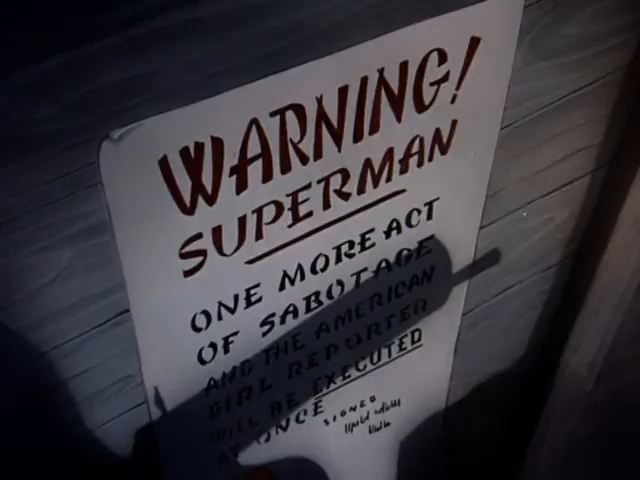 WARNING!
SUPERMAN
ONE MORE ACT
OF SABOTAGE
AND THE AMERICAN
GIRL REPORTER
WILL BE EXECUTED
AT ONCE
SIGNED